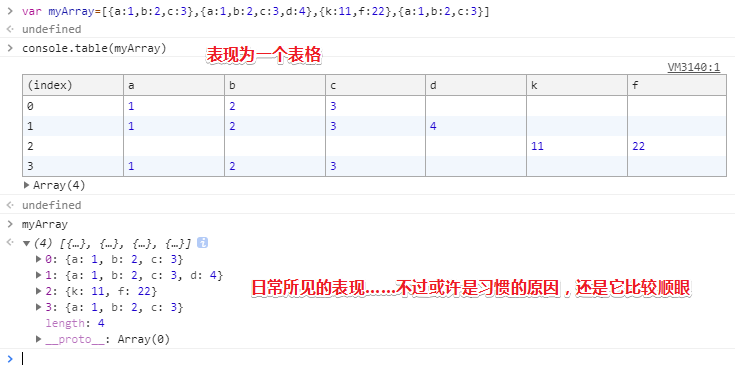 > var myArray=[{a:1,b:2,c:3},{a:1,b:2,c:3,d:4},{k:11,f:22},{a:1,b:2,c:3}]
undefined
> console.table(myArray)
表现为一个表格
VM3140:1
(index) a b c d k f
0 1 2 3
1 1 2 3 4
2 11 22
3 1 2 3
Array(4)
undefined
> myArray
(4) [{…}, {…}, {…}, {…}] i
0: {a: 1, b: 2, c: 3}
1: {a: 1, b: 2, c: 3, d: 4}
2: {k: 11, f: 22}
3: {a: 1, b: 2, c: 3}
日常所见的表现……不过或许是习惯的原因，还是它比较顺眼
length: 4
__proto__: Array(0)
>